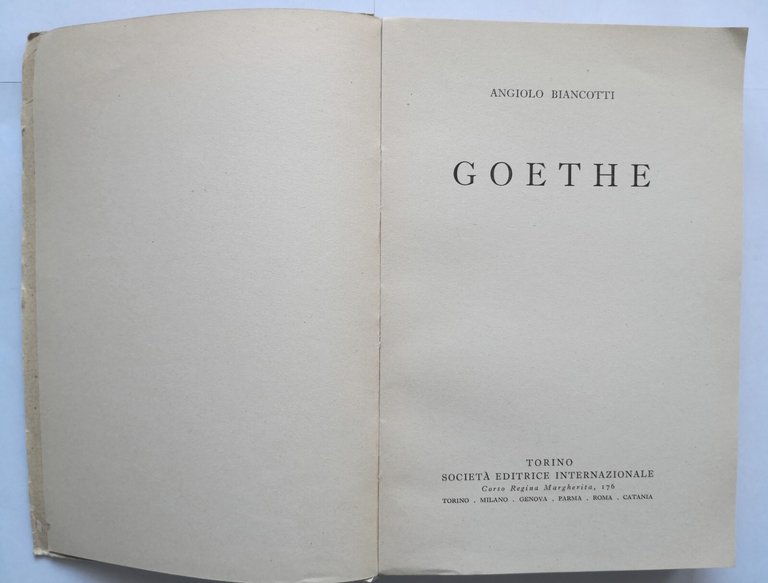 ANGIOLO BIANCOTTI
GOETHE
TORINO
SOCIETÀ EDITRICE INTERNAZIONALE
Corso Regina Margherita, 176
TORINO . MILANO . GENOVA . PARMA . ROMA . CATANIA